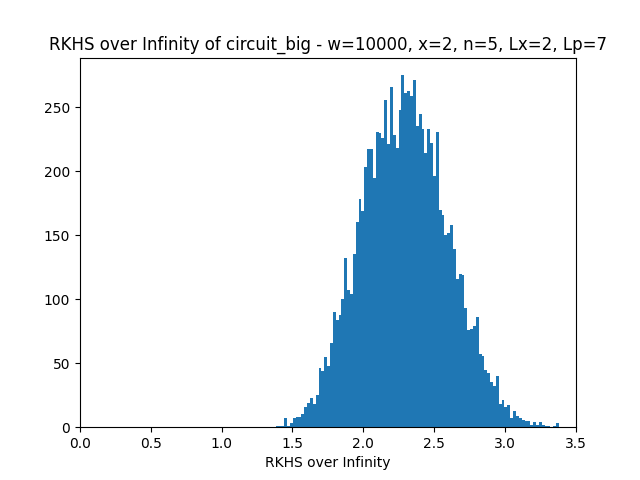 RKHS over Infinity of circuit_big - w=10000, x=2, n=5, Lx=2, Lp=7
250
200
150
100
50
0
0.0 0.5 1.0 1.5 2.0 2.5 3.0 3.5
RKHS over Infinity